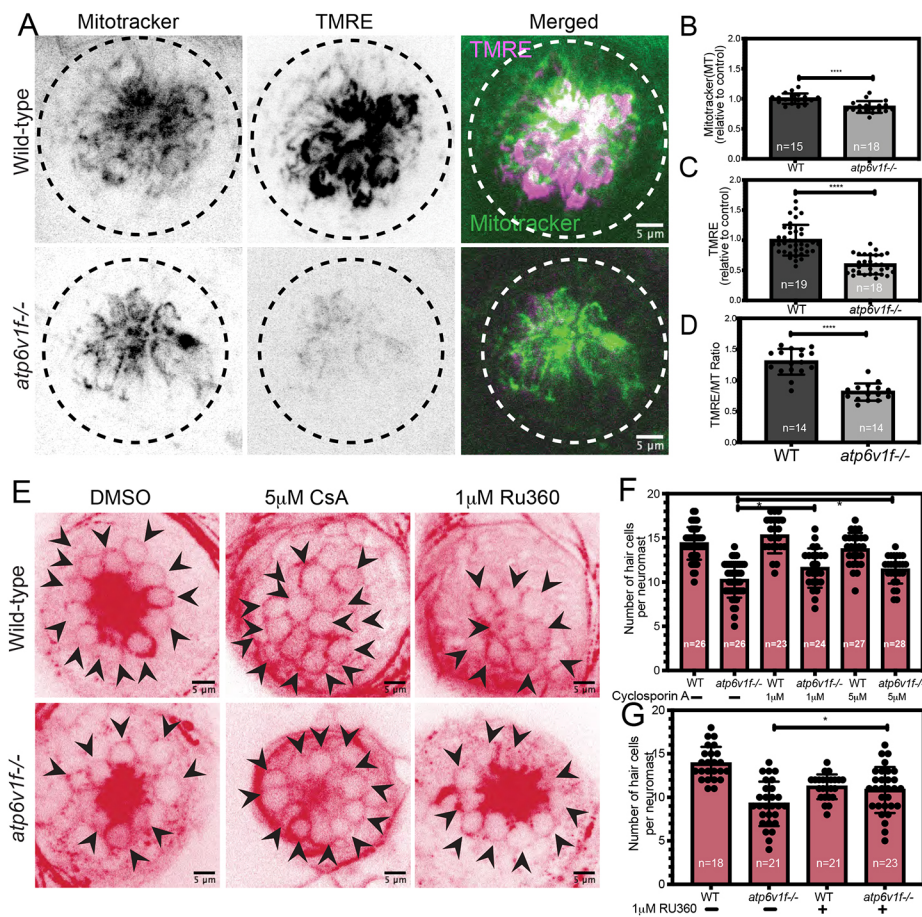 A
Mitotracker
TMRE
Merged
Wild-type
TMRE
Mitotracker
5 μm
atp6v1f-/-
5 μm
B
Mitotracker(MT)
(relative to control)
2.0
1.5
1.0
0.5
0.0
****
n=15
n=18
WT
atp6v1f-/-
C
TMRE
(relative to control)
2.0
1.5
1.0
0.5
0.0
****
n=19
n=18
WT
atp6v1f-/-
D
TMRE/MT Ratio
2.0
1.5
1.0
0.5
0.0
****
n=14
n=14
WT
atp6v1f-/-
E
DMSO
5μM CsA
1μM Ru360
Wild-type
5 μm
5 μm
5 μm
atp6v1f-/-
5 μm
5 μm
5 μm
F
Number of hair cells
per neuromast
20
15
10
5
0
*
*
n=26
n=26
n=23
n=24
n=27
n=28
WT
atp6v1f-/-
WT
atp6v1f-/-
WT
atp6v1f-/-
Cyclosporin A
–
–
1μM
1μM
5μM
5μM
G
Number of hair cells
per neuromast
20
15
10
5
0
*
n=18
n=21
n=21
n=23
WT
atp6v1f-/-
WT
atp6v1f-/-
1μM RU360
–
–
+
+